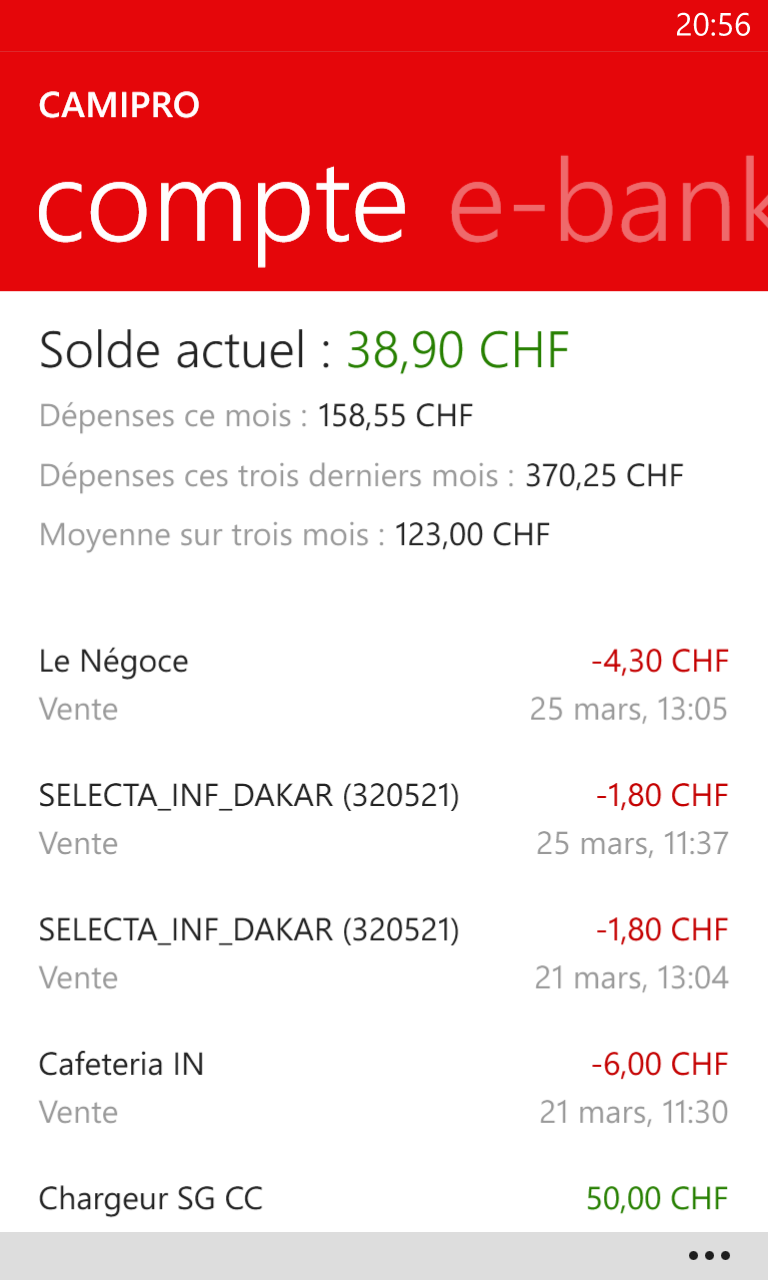 20:56
CAMIPRO
compte e-bank
Solde actuel : 38,90 CHF
Dépenses ce mois : 158,55 CHF
Dépenses ces trois derniers mois : 370,25 CHF
Moyenne sur trois mois : 123,00 CHF
Le Négoce -4,30 CHF
Vente 25 mars, 13:05
SELECTA_INF_DAKAR (320521) -1,80 CHF
Vente 25 mars, 11:37
SELECTA_INF_DAKAR (320521) -1,80 CHF
Vente 21 mars, 13:04
Cafeteria IN -6,00 CHF
Vente 21 mars, 11:30
Chargeur SG CC 50,00 CHF